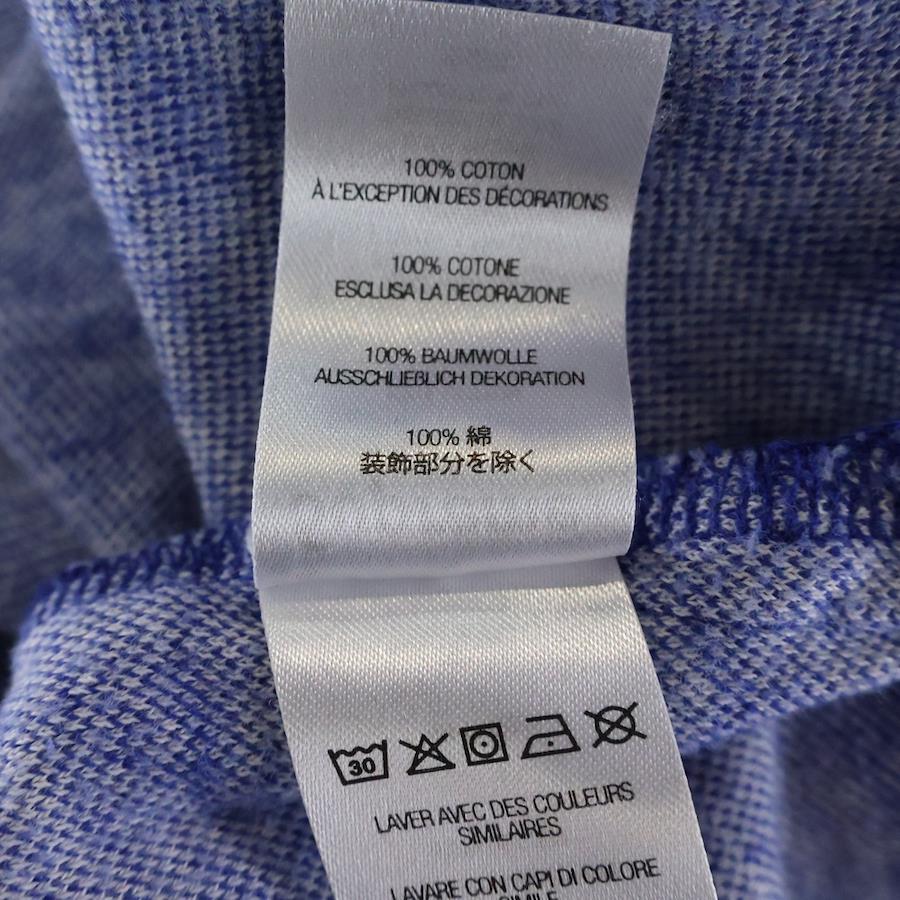 100% COTON
À L'EXCEPTION DES DÉCORATIONS
100% COTONE
ESCLUSA LA DECORAZIONE
100% BAUMWOLLE
AUSSCHLIEßLICH DEKORATION
100% 綿
装飾部分を除く
30
LAVER AVEC DES COULEURS
SIMILAIRES
LAVARE CON CAPI DI COLORE
SIMILE